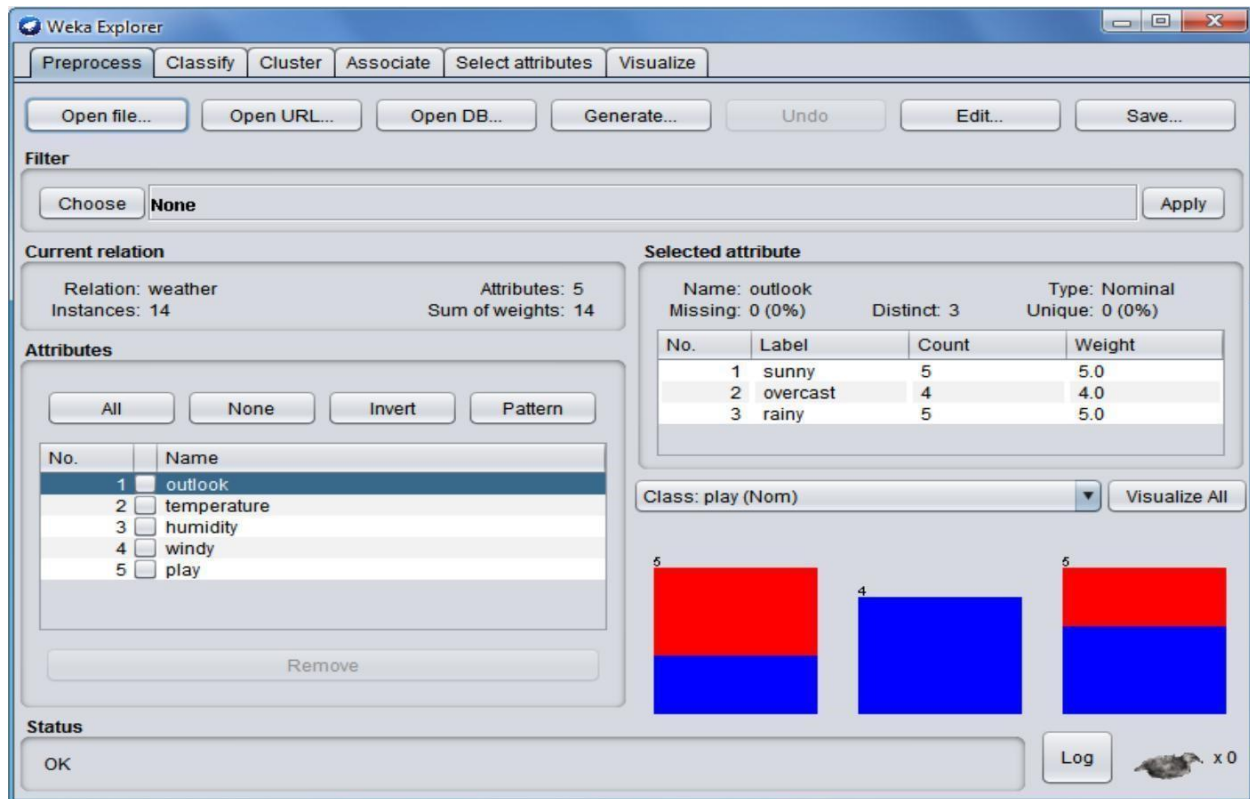 Weka Explorer
Preprocess Classify Cluster Associate Select attributes Visualize
Open file... Open URL... Open DB... Generate... Undo Edit... Save...
Filter
Choose None Apply
Current relation
Relation: weather Attributes: 5
Instances: 14 Sum of weights: 14
Attributes
All None Invert Pattern
No. Name
1 outlook
2 temperature
3 humidity
4 windy
5 play
Remove
Selected attribute
Name: outlook Type: Nominal
Missing: 0 (0%) Distinct: 3 Unique: 0 (0%)
No. Label Count Weight
1 sunny 5 5.0
2 overcast 4 4.0
3 rainy 5 5.0
Class: play (Nom) Visualize All
5 4 5
Status
OK
Log x 0